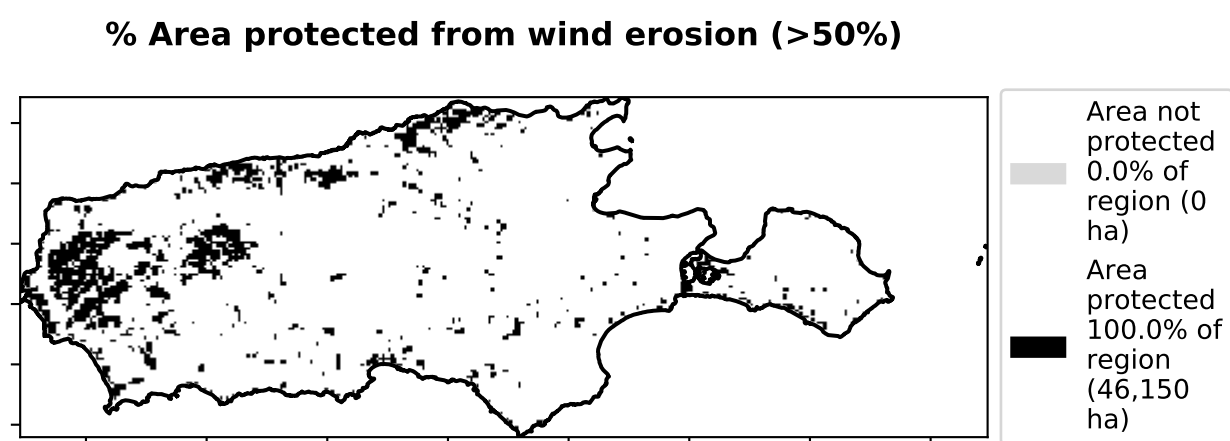 % Area protected from wind erosion (>50%)
Area not
protected
0.0% of
region (0
ha)
Area
protected
100.0% of
region
(46,150
ha)